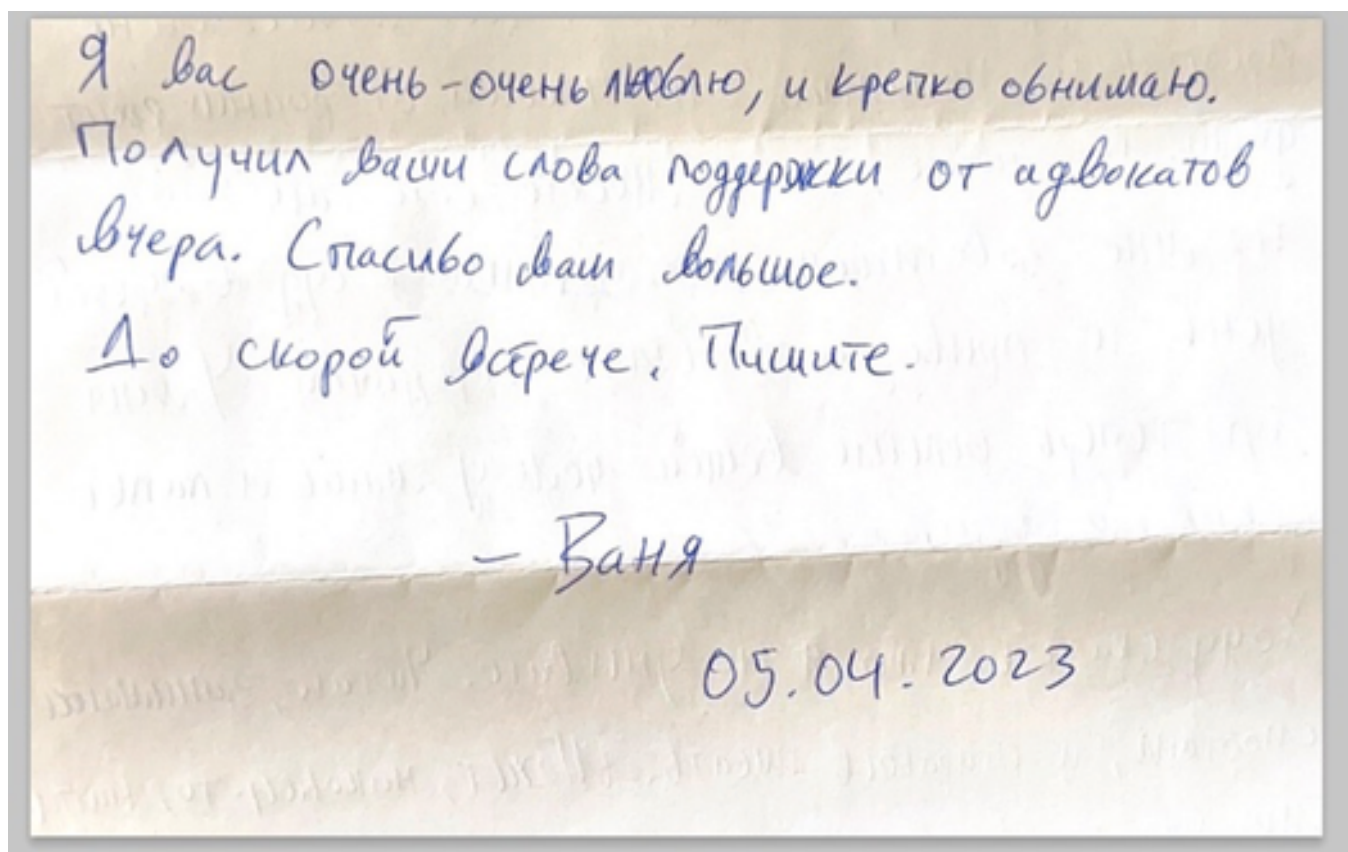 Я вас очень-очень люблю, и крепко обнимаю.
Получил ваши слова поддержки от адвокатов
вчера. Спасибо вам большое.
До скорой встрече. Пишите.
– Ваня
05.04.2023